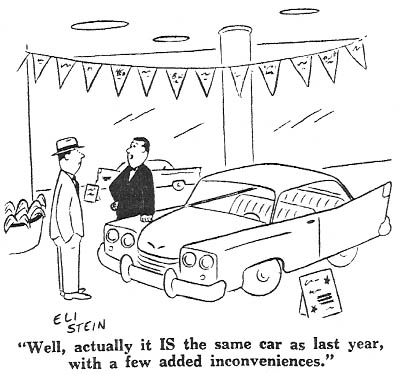 ELI
STEIN
"Well, actually it IS the same car as last year,
with a few added inconveniences."